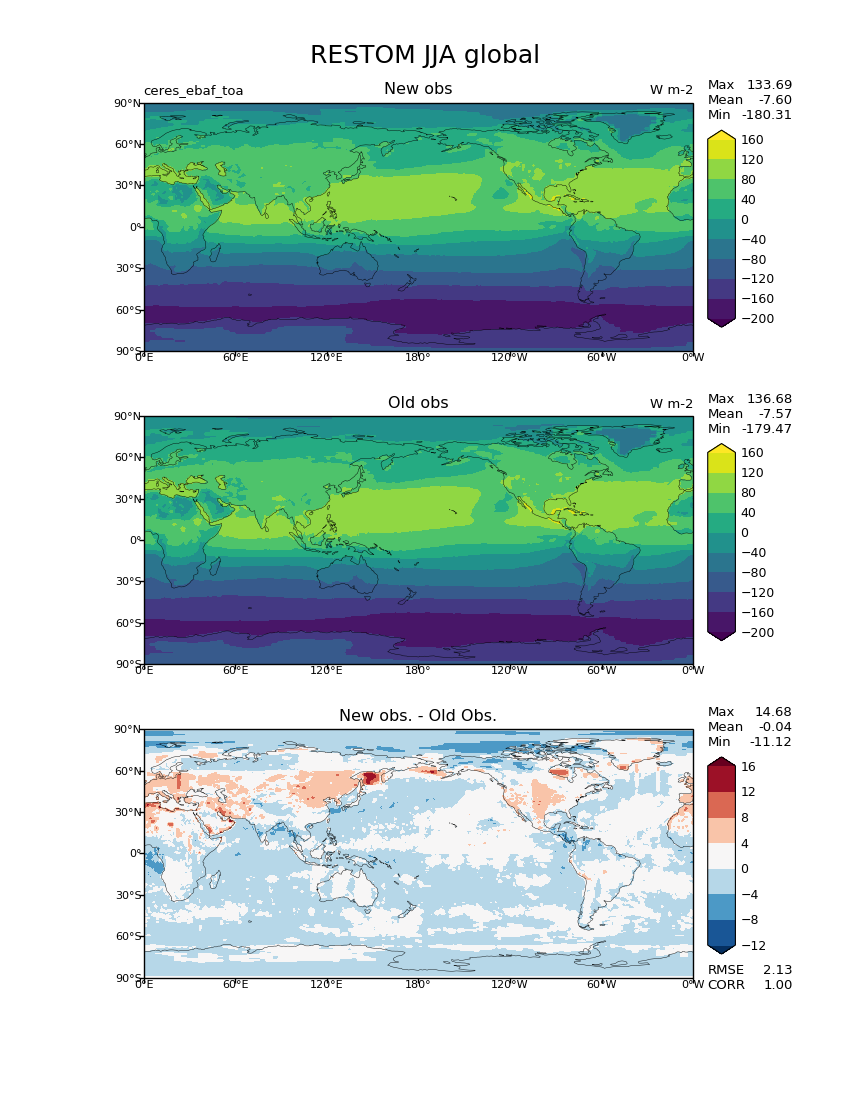 RESTOM JJA global
ceres_ebaf_toa New obs W m-2
Max 133.69
Mean -7.60
Min -180.31
90°N
60°N
30°N
0°
30°S
60°S
90°S
0°E 60°E 120°E 180° 120°W 60°W 0°W
160
120
80
40
0
−40
−80
−120
−160
−200
Old obs W m-2
Max 136.68
Mean -7.57
Min -179.47
90°N
60°N
30°N
0°
30°S
60°S
90°S
0°E 60°E 120°E 180° 120°W 60°W 0°W
160
120
80
40
0
−40
−80
−120
−160
−200
New obs. - Old Obs.
Max 14.68
Mean -0.04
Min -11.12
90°N
60°N
30°N
0°
30°S
60°S
90°S
0°E 60°E 120°E 180° 120°W 60°W 0°W
16
12
8
4
0
−4
−8
−12
RMSE 2.13
CORR 1.00